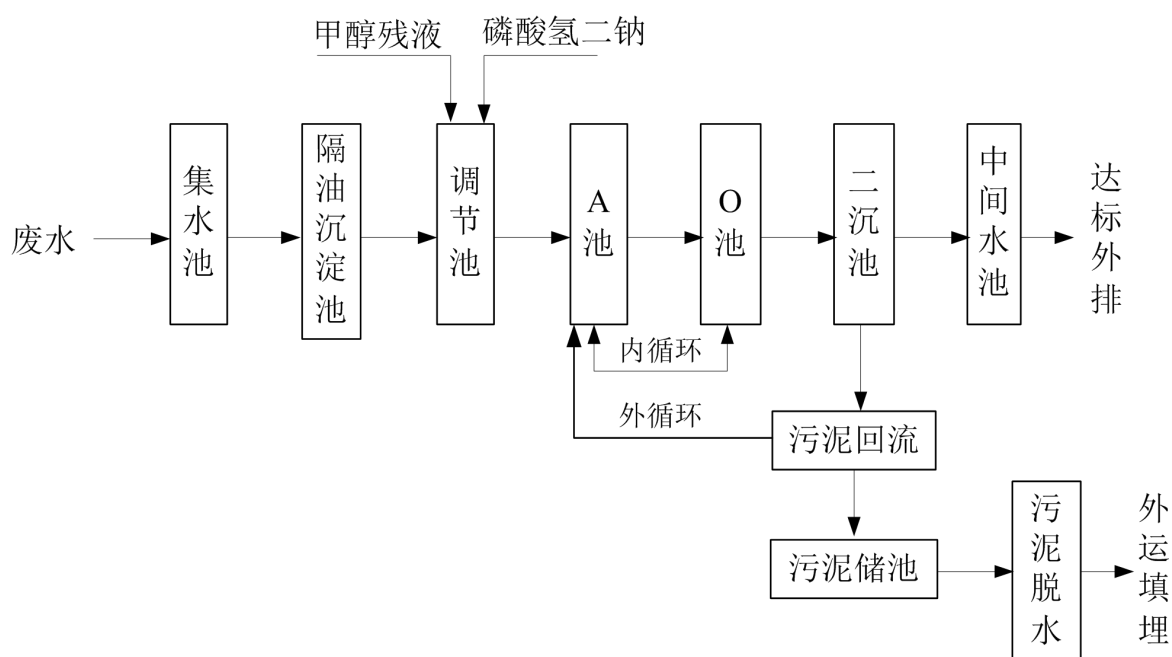 甲醇残液
磷酸氢二钠
废水
集水池
隔油沉淀池
调节池
A池
O池
二沉池
中间水池
达标外排
内循环
外循环
污泥回流
污泥储池
污泥脱水
外运填埋